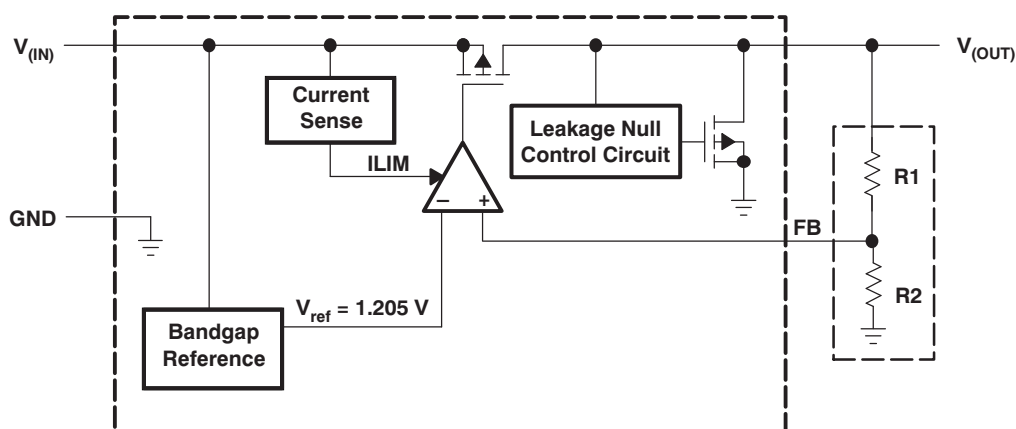 V(IN)
V(OUT)
Current
Sense
Leakage Null
Control Circuit
ILIM
R1
GND
– +
FB
R2
Vref = 1.205 V
Bandgap
Reference